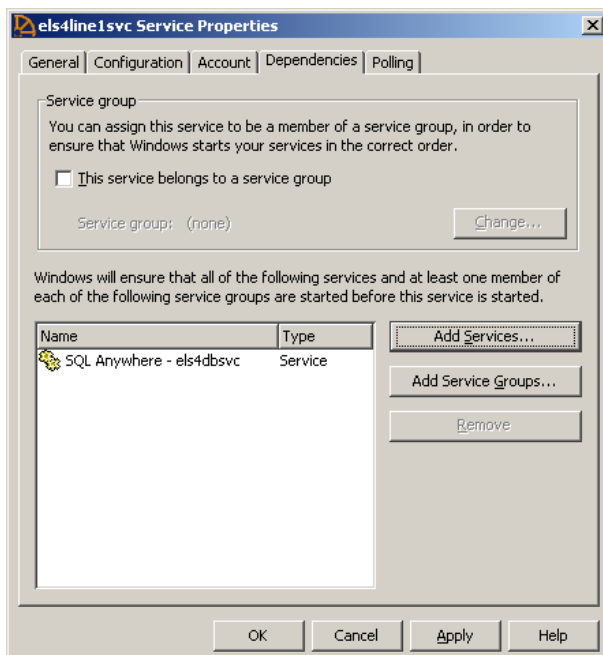 els4line1svc Service Properties
General Configuration Account Dependencies Polling
Service group
You can assign this service to be a member of a service group, in order to
ensure that Windows starts your services in the correct order.
This service belongs to a service group
Service group: (none) Change...
Windows will ensure that all of the following services and at least one member of
each of the following service groups are started before this service is started.
Name Type
SQL Anywhere - els4dbsvc Service
Add Services...
Add Service Groups...
Remove
OK Cancel Apply Help